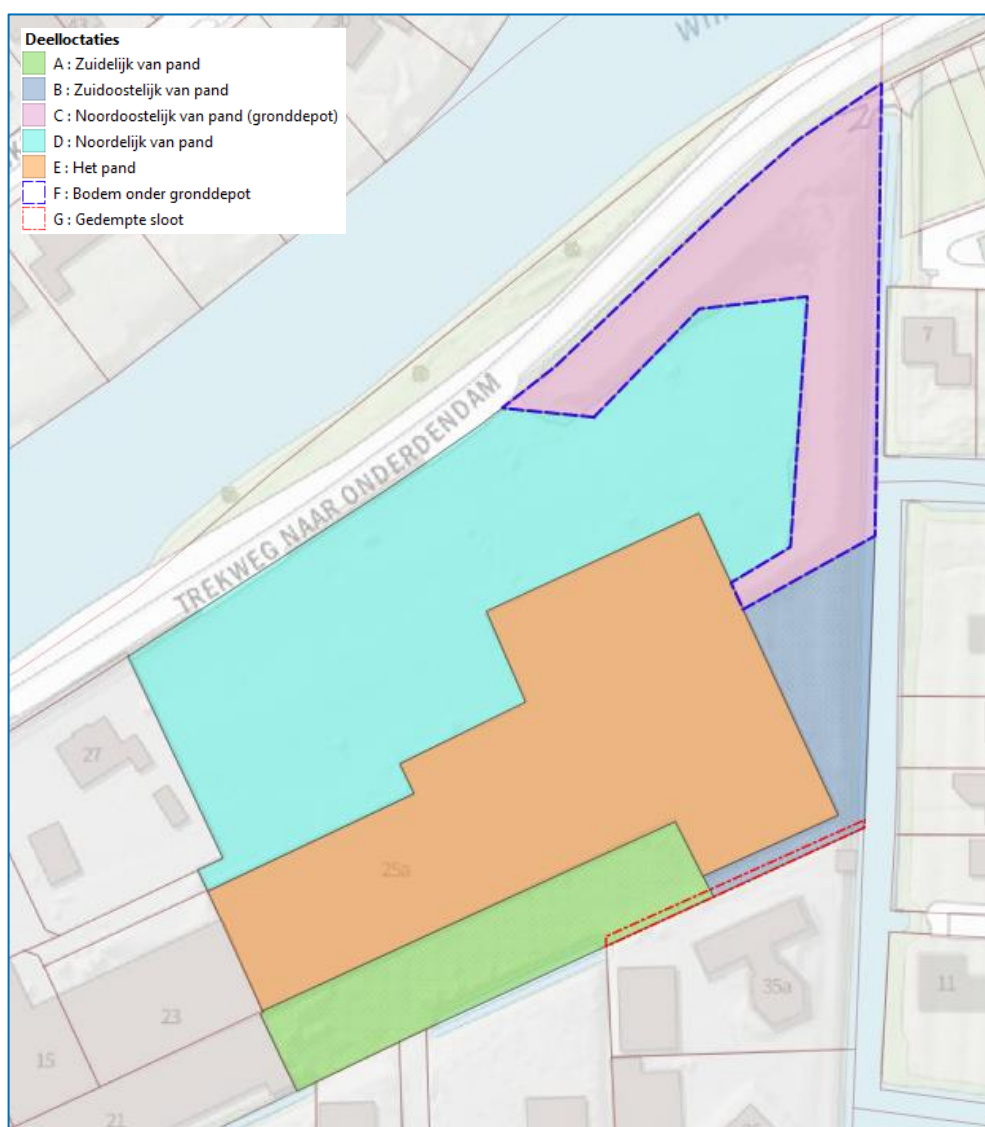 Deelloctaties
A : Zuidelijk van pand
B : Zuidoostelijk van pand
C : Noordoostelijk van pand (gronddepot)
D : Noordelijk van pand
E : Het pand
F : Bodem onder gronddepot
G : Gedempte sloot
TREKWEG NAAR ONDERDENDAM
7
27
25a
23
15
21
35a
11